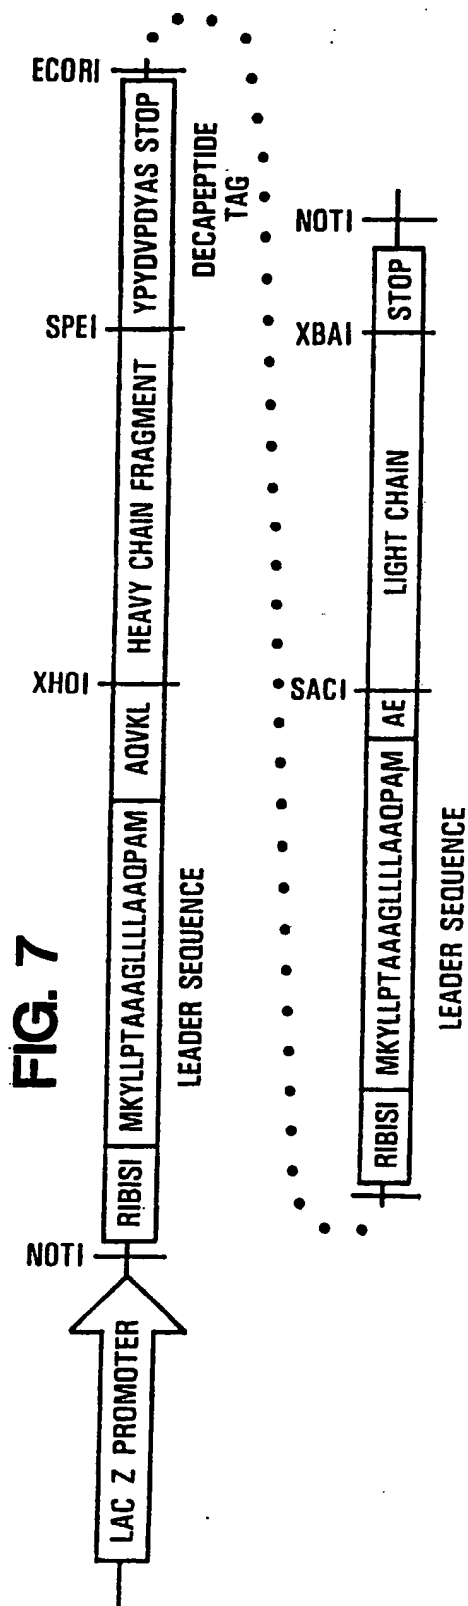 FIG. 7
LAC Z PROMOTER
NOTI
RIBISI
MKYLLPTAAAGLLLLAAQPAM
LEADER SEQUENCE
AQVKL
XHOI
HEAVY CHAIN FRAGMENT
SPEI
YPYDVPDYAS STOP
DECAPEPTIDE
TAG
ECORI
RIBISI
MKYLLPTAAAGLLLLAAQPAM
LEADER SEQUENCE
AE
SACI
LIGHT CHAIN
XBAI
STOP
NOTI